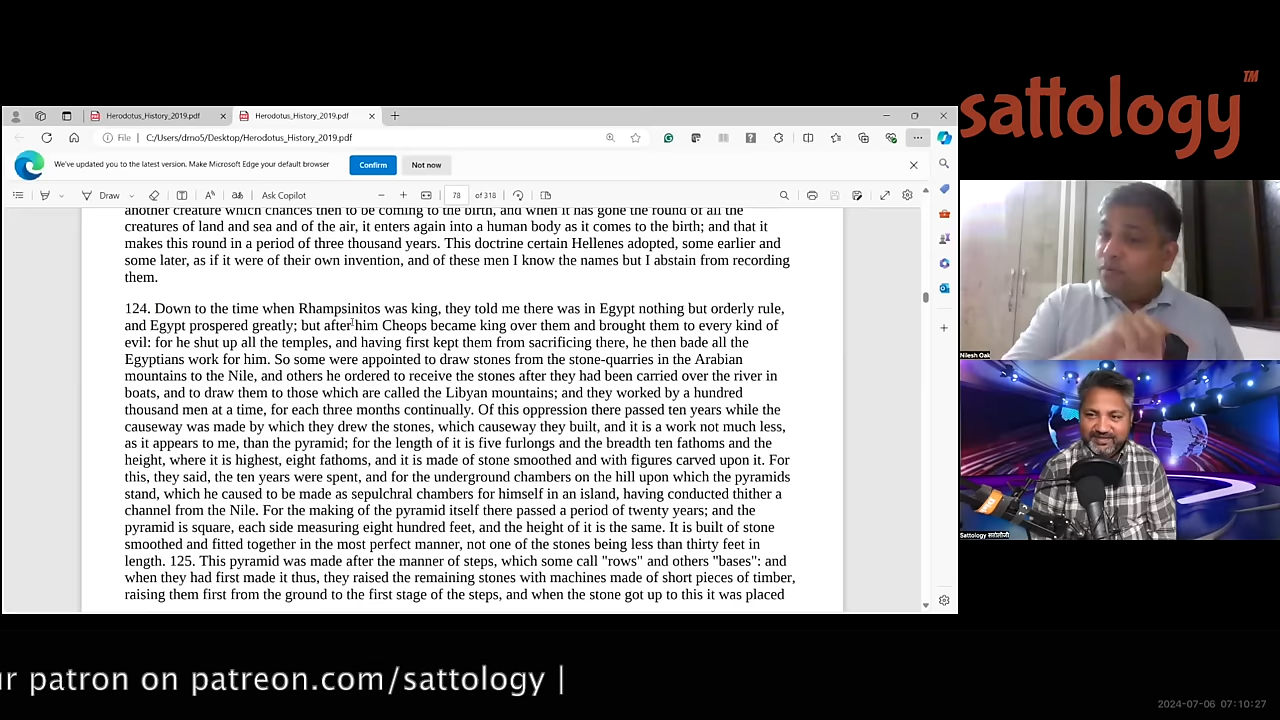 sattology™
Herodotus_History_2019.pdf
Herodotus_History_2019.pdf
File
C:/Users/drno5/Desktop/Herodotus_History_2019.pdf
We've updated you to the latest version. Make Microsoft Edge your default browser
Confirm
Not now
Draw
Ask Copilot
78 of 318
another creature which chances then to be coming to the birth, and when it has gone the round of all the
creatures of land and sea and of the air, it enters again into a human body as it comes to the birth; and that it
makes this round in a period of three thousand years. This doctrine certain Hellenes adopted, some earlier and
some later, as if it were of their own invention, and of these men I know the names but I abstain from recording
them.
124. Down to the time when Rhampsinitos was king, they told me there was in Egypt nothing but orderly rule,
and Egypt prospered greatly; but after him Cheops became king over them and brought them to every kind of
evil: for he shut up all the temples, and having first kept them from sacrificing there, he then bade all the
Egyptians work for him. So some were appointed to draw stones from the stone-quarries in the Arabian
mountains to the Nile, and others he ordered to receive the stones after they had been carried over the river in
boats, and to draw them to those which are called the Libyan mountains; and they worked by a hundred
thousand men at a time, for each three months continually. Of this oppression there passed ten years while the
causeway was made by which they drew the stones, which causeway they built, and it is a work not much less,
as it appears to me, than the pyramid; for the length of it is five furlongs and the breadth ten fathoms and the
height, where it is highest, eight fathoms, and it is made of stone smoothed and with figures carved upon it. For
this, they said, the ten years were spent, and for the underground chambers on the hill upon which the pyramids
stand, which he caused to be made as sepulchral chambers for himself in an island, having conducted thither a
channel from the Nile. For the making of the pyramid itself there passed a period of twenty years; and the
pyramid is square, each side measuring eight hundred feet, and the height of it is the same. It is built of stone
smoothed and fitted together in the most perfect manner, not one of the stones being less than thirty feet in
length. 125. This pyramid was made after the manner of steps, which some call "rows" and others "bases": and
when they had first made it thus, they raised the remaining stones with machines made of short pieces of timber,
raising them first from the ground to the first stage of the steps, and when the stone got up to this it was placed
Nilesh Oak
Sattology सत्तोलॉजी
ur patron on patreon.com/sattology |
2024-07-06 07:10:27